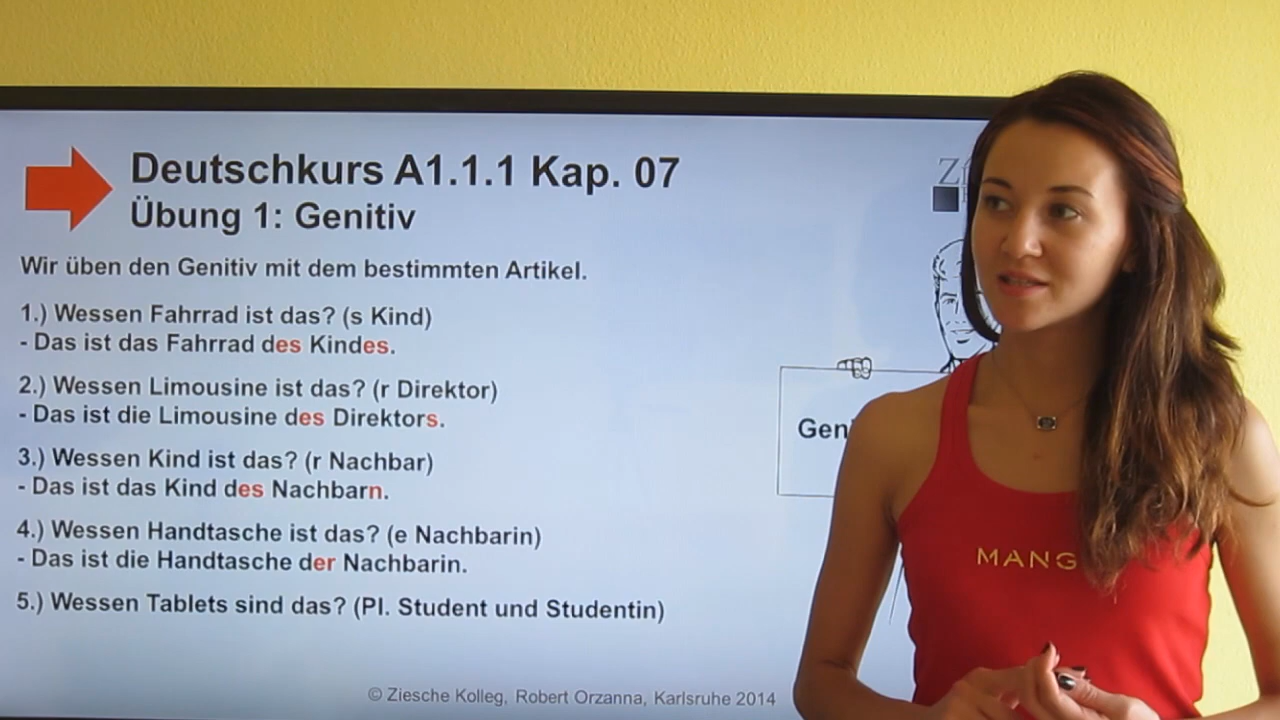 Deutschkurs A1.1.1 Kap. 07
Übung 1: Genitiv
Wir üben den Genitiv mit dem bestimmten Artikel.
1.) Wessen Fahrrad ist das? (s Kind)
- Das ist das Fahrrad des Kindes.
2.) Wessen Limousine ist das? (r Direktor)
- Das ist die Limousine des Direktors.
3.) Wessen Kind ist das? (r Nachbar)
- Das ist das Kind des Nachbarn.
4.) Wessen Handtasche ist das? (e Nachbarin)
- Das ist die Handtasche der Nachbarin.
5.) Wessen Tablets sind das? (Pl. Student und Studentin)
© Ziesche Kolleg, Robert Orzanna, Karlsruhe 2014
MANG